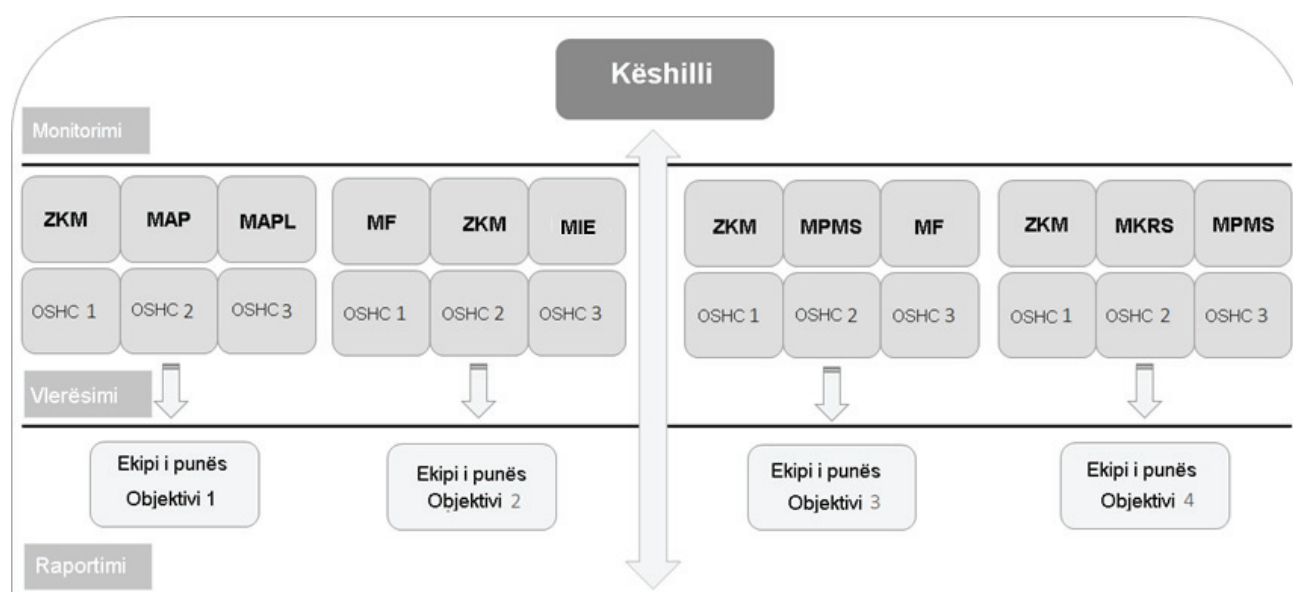 Këshilli
Monitorimi
ZKM MAP MAPL MF ZKM MIE ZKM MPMS MF ZKM MKRS MPMS
OSHC 1 OSHC 2 OSHC 3 OSHC 1 OSHC 2 OSHC 3 OSHC 1 OSHC 2 OSHC 3 OSHC 1 OSHC 2 OSHC 3
Vlerësimi
Ekipi i punës
Objektivi 1
Ekipi i punës
Objektivi 2
Ekipi i punës
Objektivi 3
Ekipi i punës
Objektivi 4
Raportimi